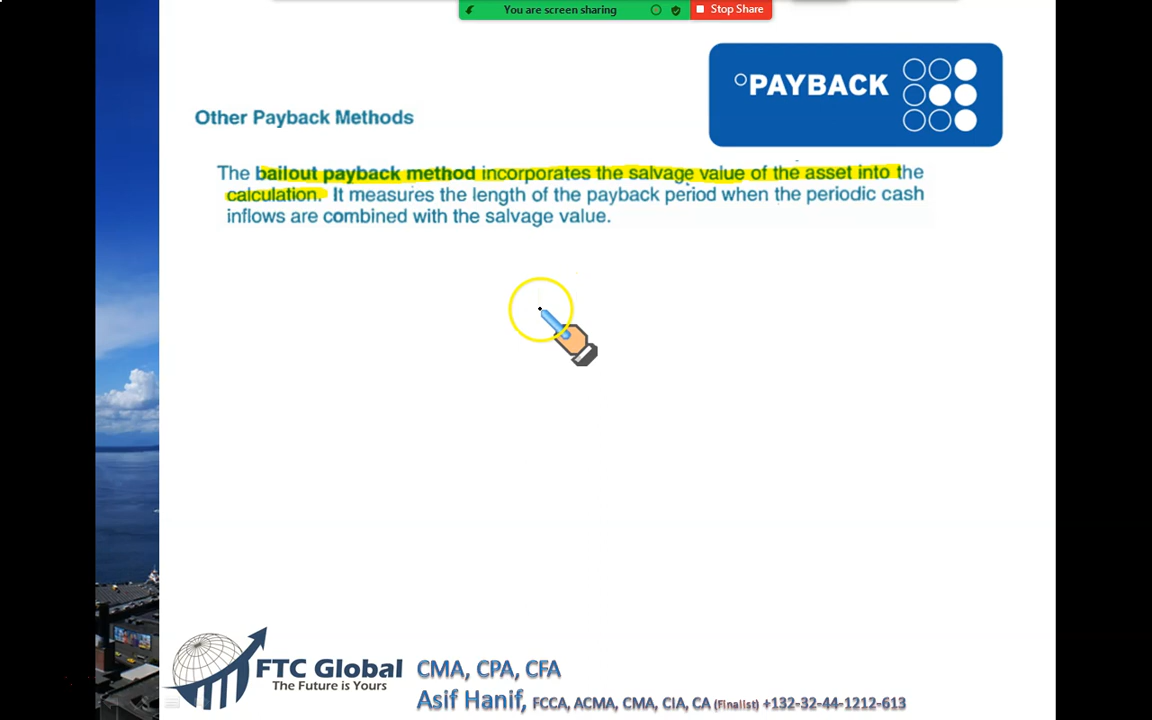 You are screen sharing Stop Share
PAYBACK
Other Payback Methods
The bailout payback method incorporates the salvage value of the asset into the
calculation. It measures the length of the payback period when the periodic cash
inflows are combined with the salvage value.
FTC Global
The Future is Yours
CMA, CPA, CFA
Asif Hanif, FCCA, ACMA, CMA, CIA, CA (Finalist) +132-32-44-1212-613